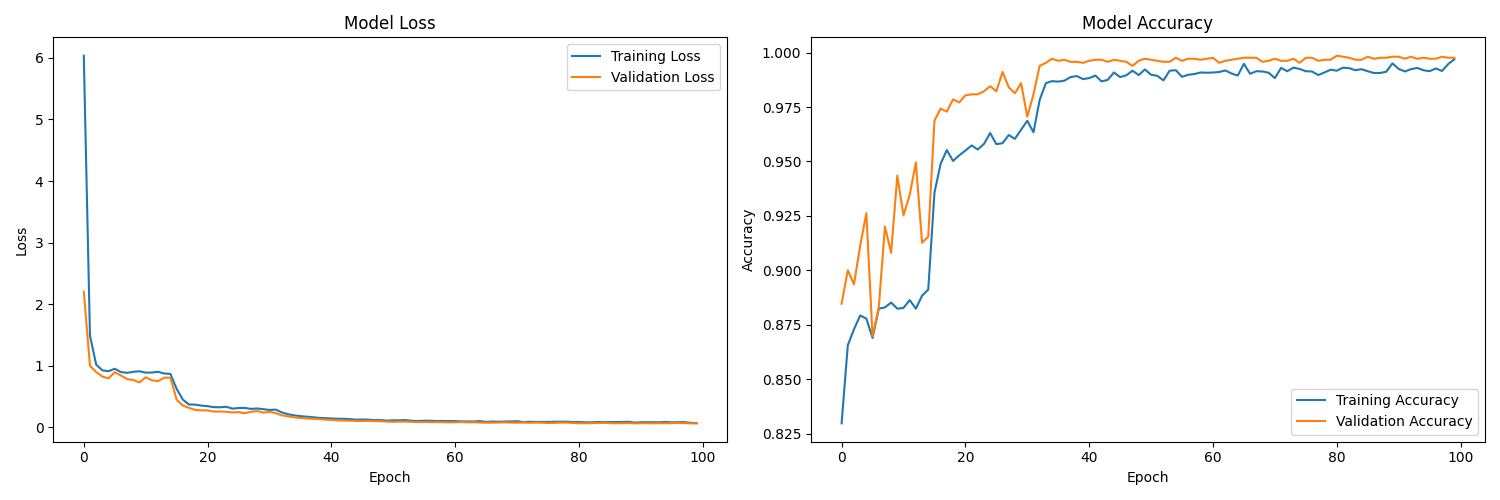 Model Loss
6
5
4
3
2
1
0
Loss
Training Loss
Validation Loss
0 20 40 60 80 100
Epoch
Model Accuracy
1.000
0.975
0.950
0.925
0.900
0.875
0.850
0.825
Accuracy
Training Accuracy
Validation Accuracy
0 20 40 60 80 100
Epoch